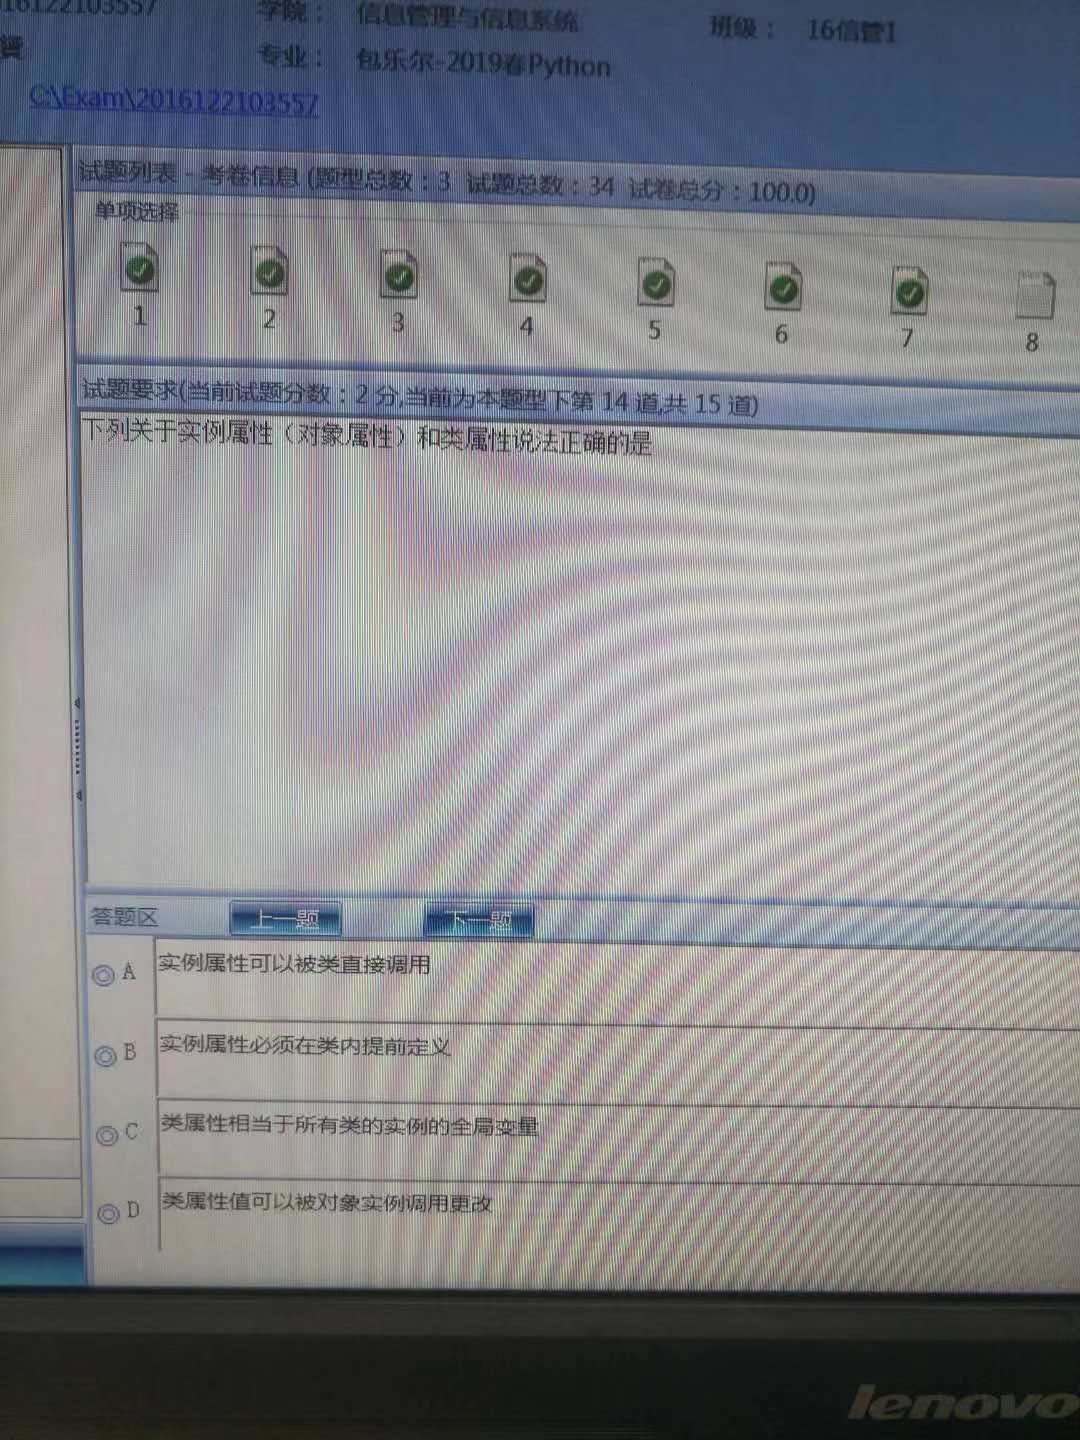 学院： 信息管理与信息系统 班级： 16信管1
专业： 包乐尔-2019春Python
C:\Exam\2016122103557
试题列表 - 考卷信息 (题型总数：3 试题总数：34 试卷总分：100.0)
单项选择
1 2 3 4 5 6 7 8
试题要求(当前试题分数：2 分,当前为本题型下第 14 道,共 15 道)
下列关于实例属性（对象属性）和类属性说法正确的是
答题区 上一题 下一题
A 实例属性可以被类直接调用
B 实例属性必须在类内提前定义
C 类属性相当于所有类的实例的全局变量
D 类属性值可以被对象实例调用更改
lenovo